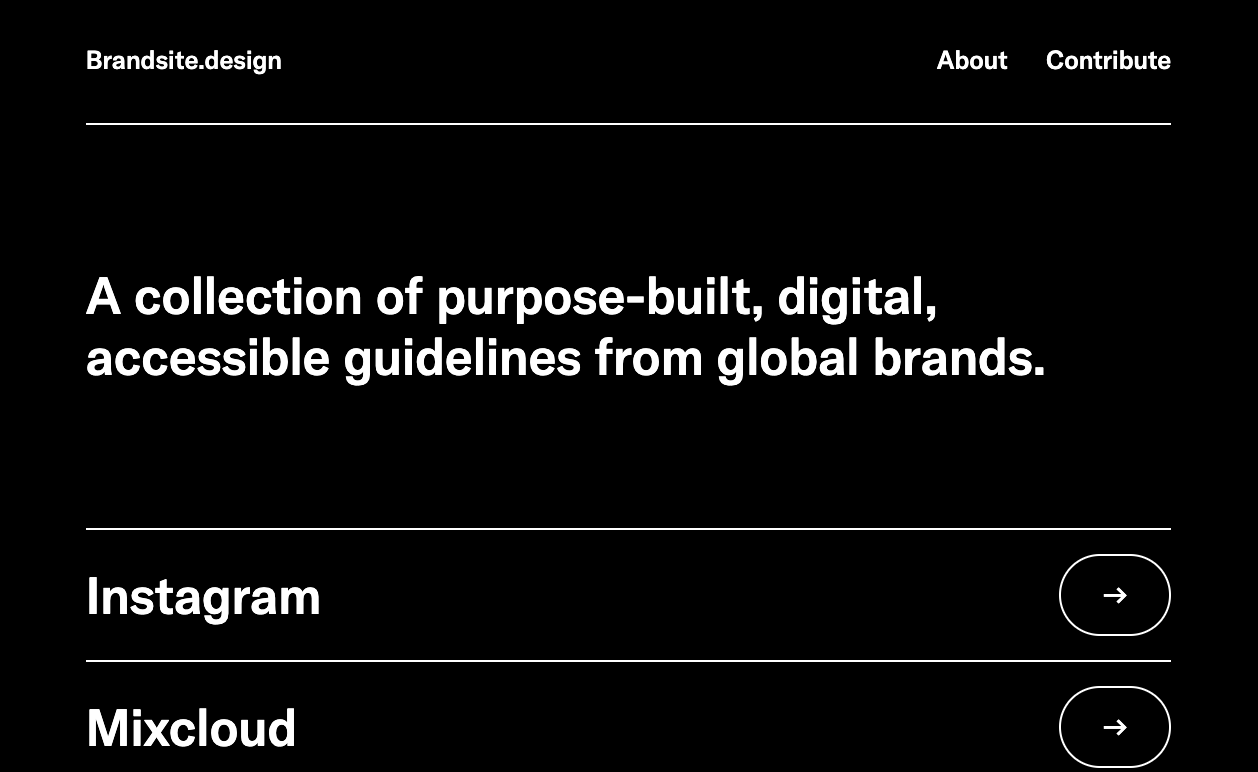 Brandsite.design
About Contribute
A collection of purpose-built, digital,
accessible guidelines from global brands.
Instagram
Mixcloud